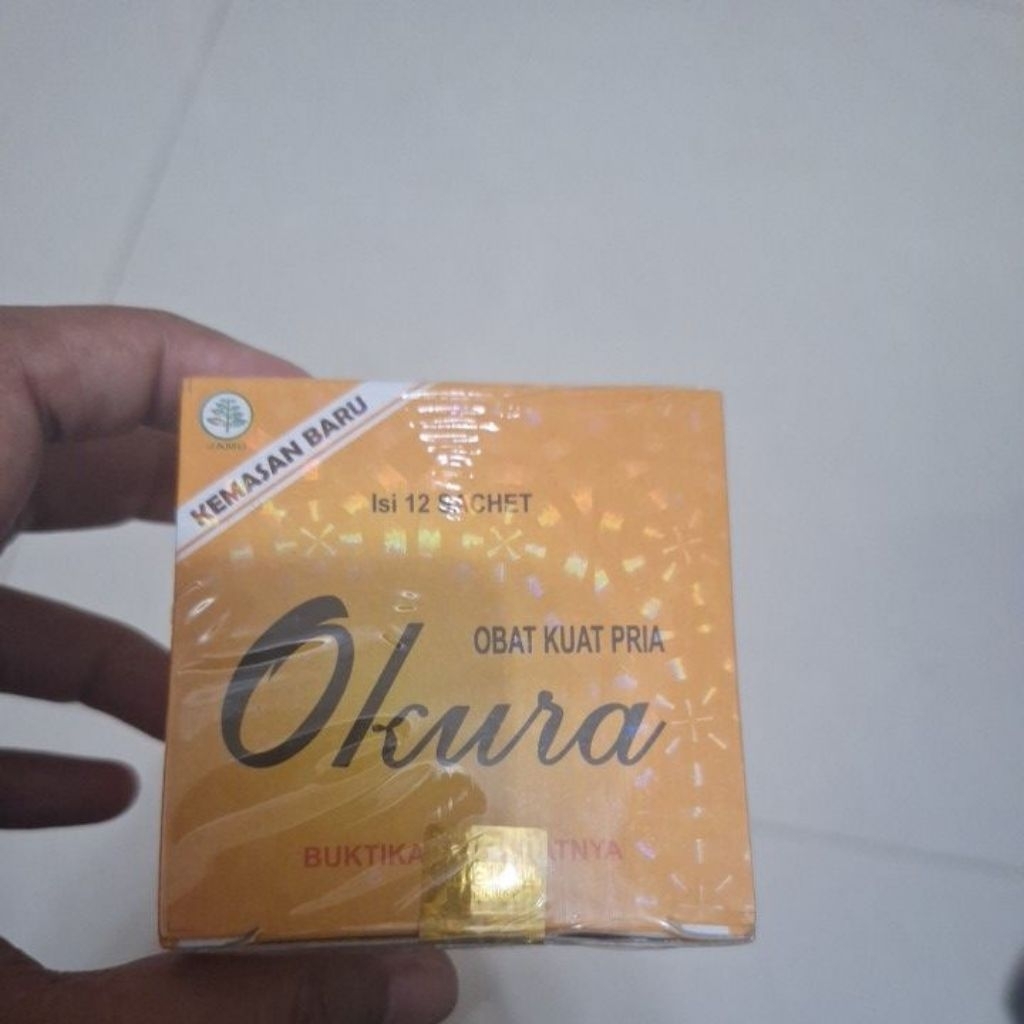 KEMASAN BARU
Isi 12 SACHET
OBAT KUAT PRIA
Okura